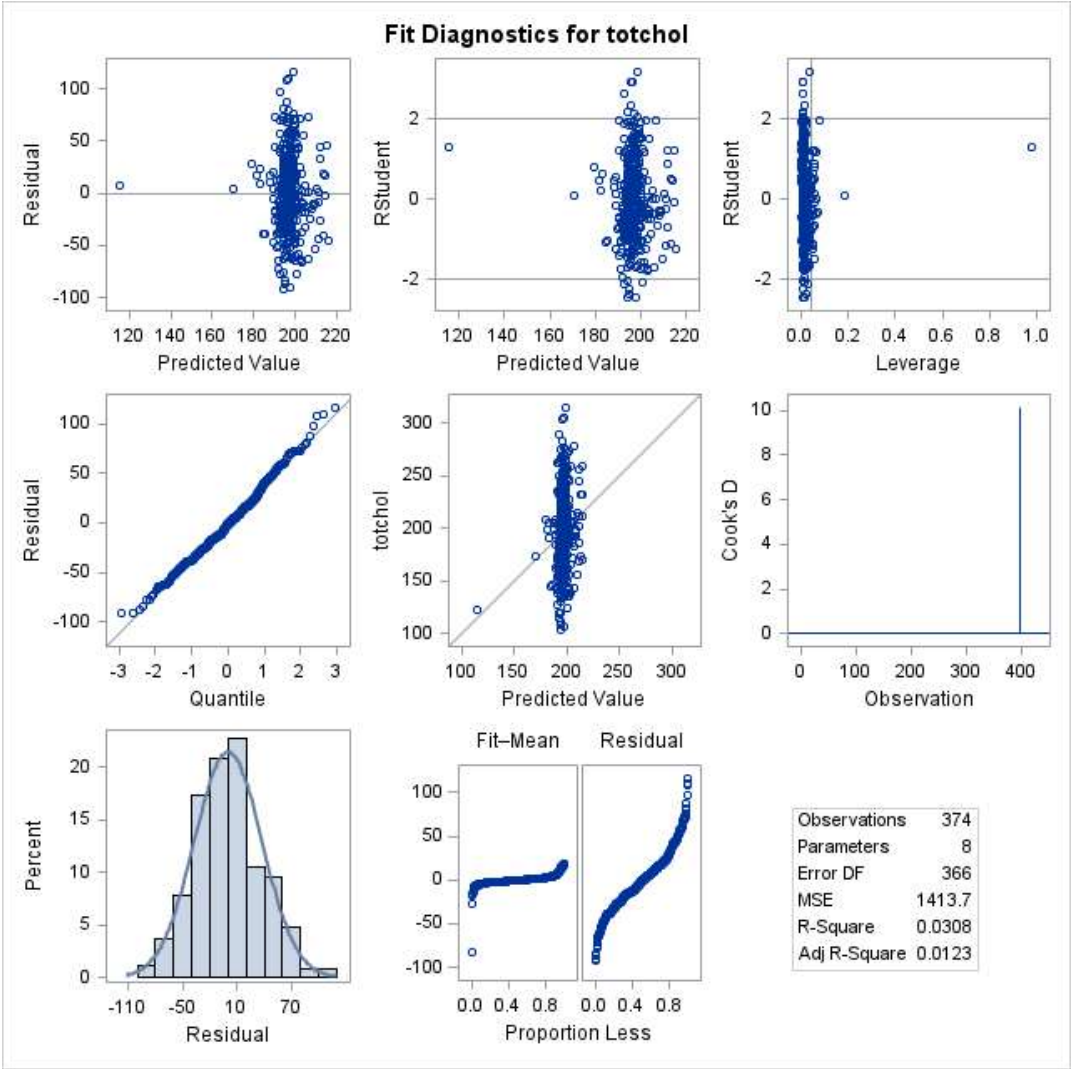 Fit Diagnostics for totchol
100
50
0
-50
-100
Residual
120 140 160 180 200 220
Predicted Value
2
0
-2
RStudent
120 140 160 180 200 220
Predicted Value
2
0
-2
RStudent
0.0 0.2 0.4 0.6 0.8 1.0
Leverage
100
50
0
-50
-100
Residual
-3 -2 -1 0 1 2 3
Quantile
300
250
200
150
100
totchol
100 150 200 250 300
Predicted Value
10
8
6
4
2
0
Cook's D
0 100 200 300 400
Observation
20
15
10
5
0
Percent
-110 -50 10 70
Residual
Fit–Mean Residual
100
50
0
-50
-100
0.0 0.4 0.8 0.0 0.4 0.8
Proportion Less
Observations 374
Parameters 8
Error DF 366
MSE 1413.7
R-Square 0.0308
Adj R-Square 0.0123